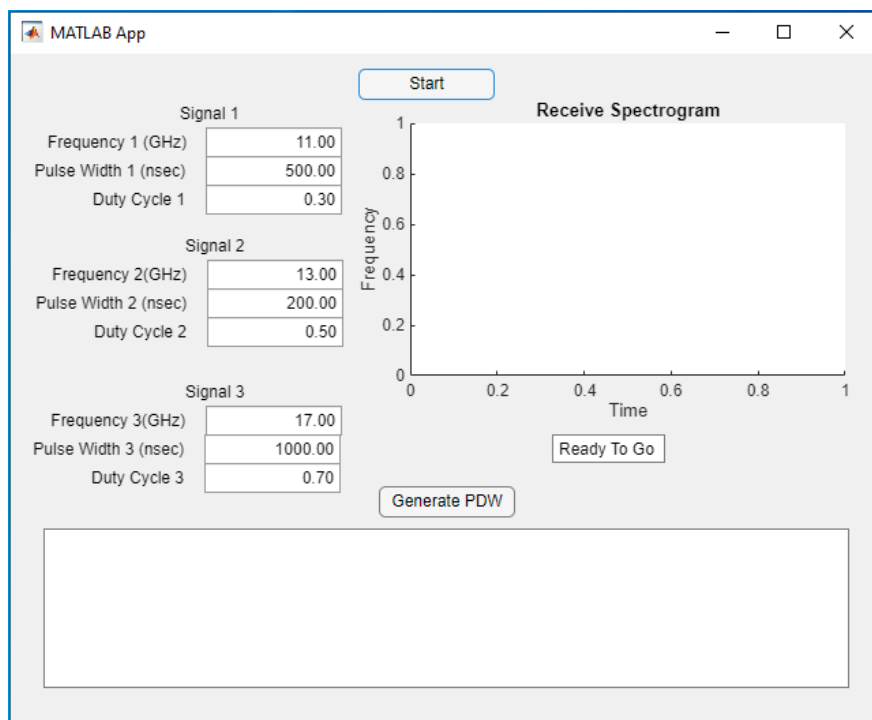 MATLAB App
Start
Signal 1
Frequency 1 (GHz) 11.00
Pulse Width 1 (nsec) 500.00
Duty Cycle 1 0.30
Signal 2
Frequency 2(GHz) 13.00
Pulse Width 2 (nsec) 200.00
Duty Cycle 2 0.50
Signal 3
Frequency 3(GHz) 17.00
Pulse Width 3 (nsec) 1000.00
Duty Cycle 3 0.70
Receive Spectrogram
1
0.8
0.6
0.4
0.2
0
Frequency
0 0.2 0.4 0.6 0.8 1
Time
Ready To Go
Generate PDW